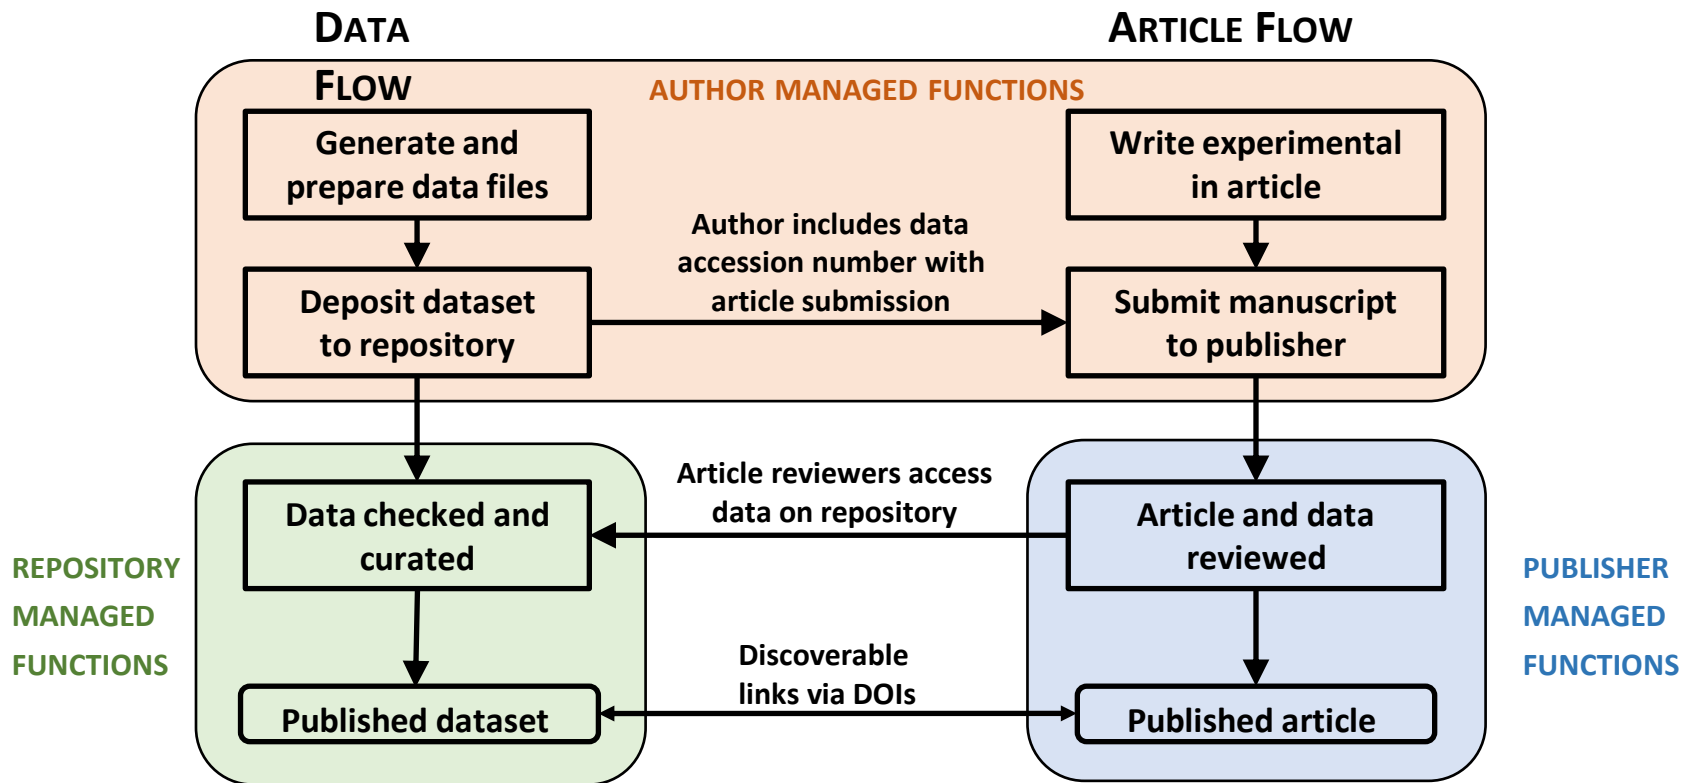 DATA
FLOW
ARTICLE FLOW
AUTHOR MANAGED FUNCTIONS
Generate and
prepare data files
Write experimental
in article
Author includes data
accession number with
article submission
Deposit dataset
to repository
Submit manuscript
to publisher
Article reviewers access
data on repository
Data checked and
curated
Article and data
reviewed
REPOSITORY
MANAGED
FUNCTIONS
PUBLISHER
MANAGED
FUNCTIONS
Discoverable
links via DOIs
Published dataset
Published article